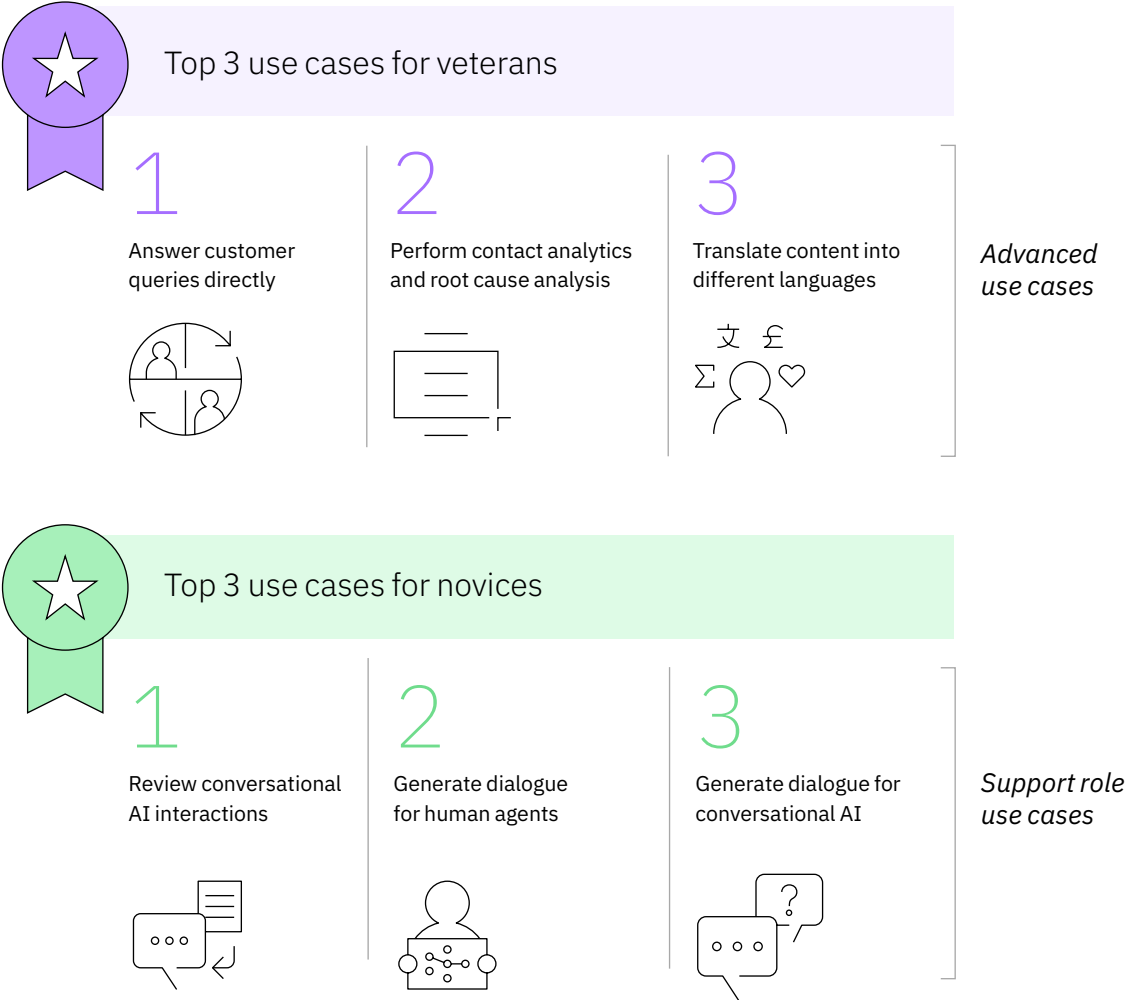 Top 3 use cases for veterans
1
Answer customer
queries directly
2
Perform contact analytics
and root cause analysis
3
Translate content into
different languages
文
£
Σ
Advanced
use cases
Top 3 use cases for novices
1
Review conversational
AI interactions
2
Generate dialogue
for human agents
3
Generate dialogue for
conversational AI
?
Support role
use cases